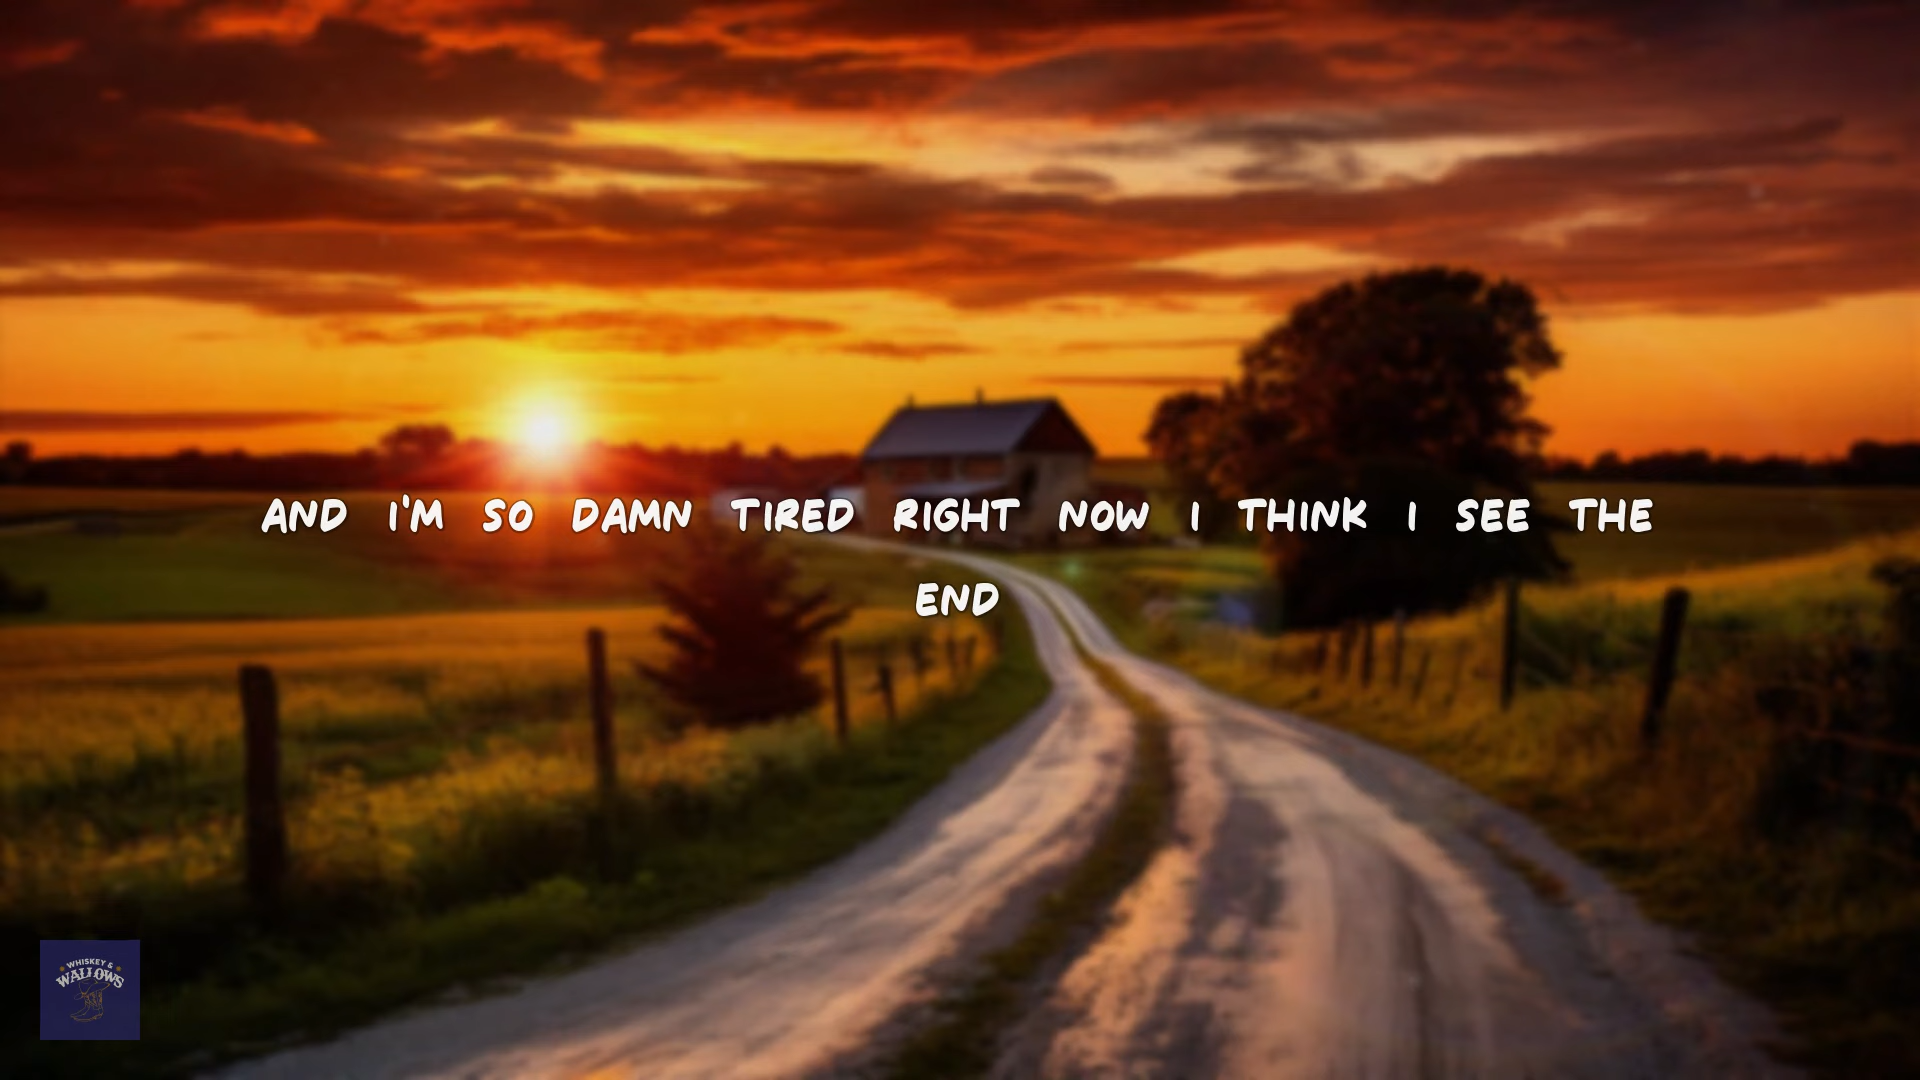 AND I'M SO DAMN TIRED RIGHT NOW I THINK I SEE THE
END
WHISKEY &
WALLOWS